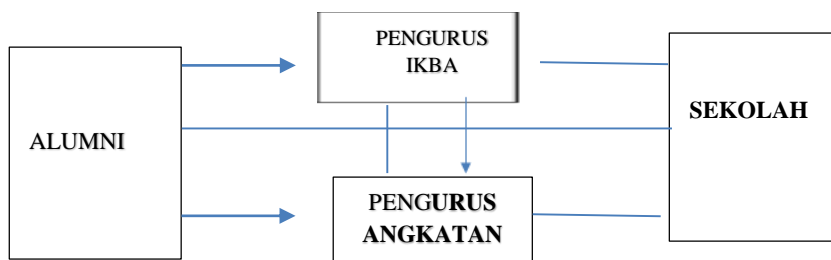 PENGURUS
IKBA
SEKOLAH
ALUMNI
PENGURUS
ANGKATAN